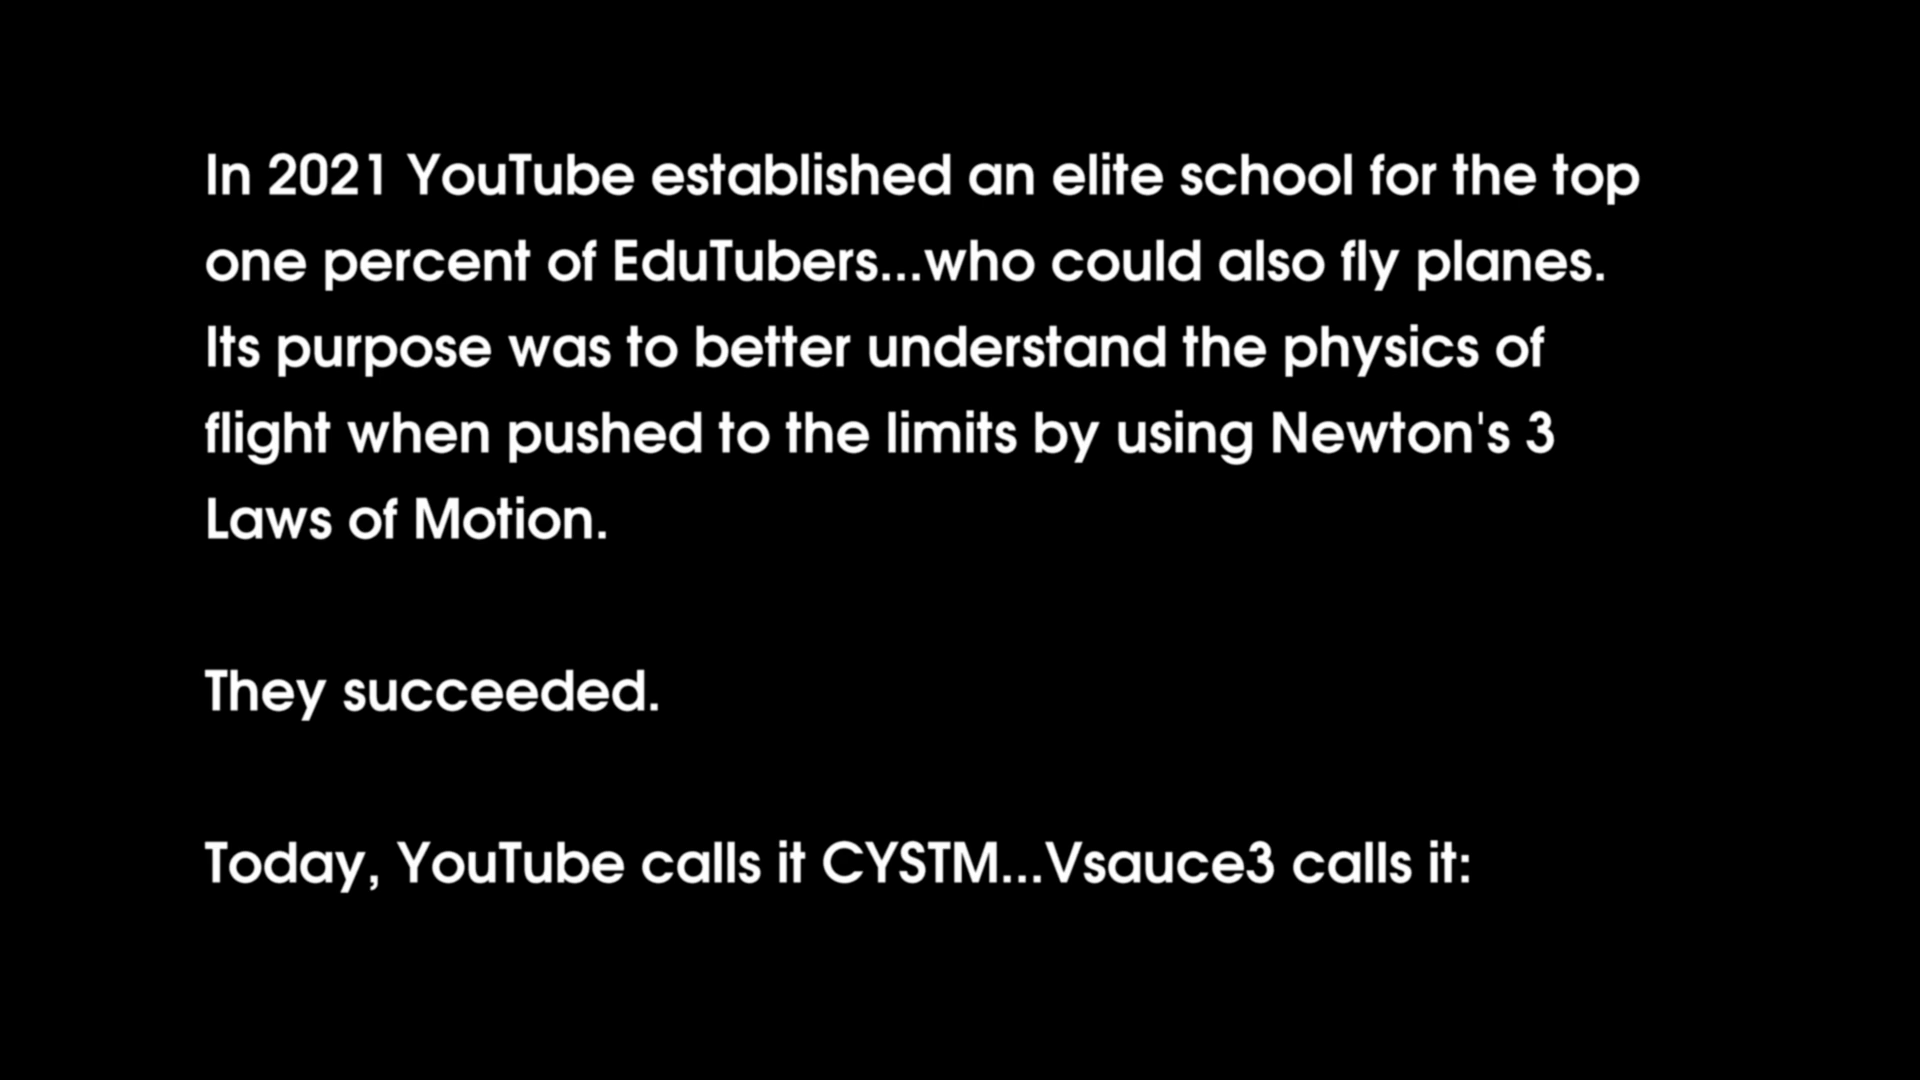 In 2021 YouTube established an elite school for the top
one percent of EduTubers...who could also fly planes.
Its purpose was to better understand the physics of
flight when pushed to the limits by using Newton's 3
Laws of Motion.
They succeeded.
Today, YouTube calls it CYSTM...Vsauce3 calls it: